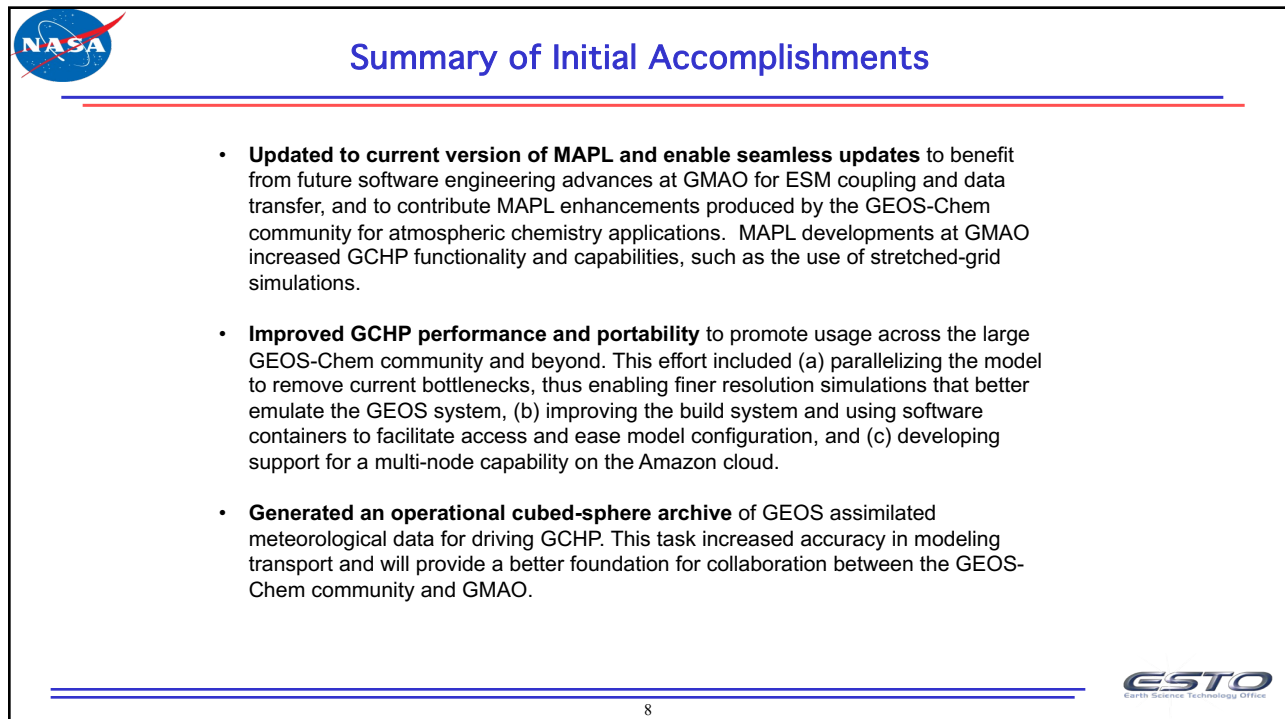 NASA
Summary of Initial Accomplishments
• Updated to current version of MAPL and enable seamless updates to benefit
from future software engineering advances at GMAO for ESM coupling and data
transfer, and to contribute MAPL enhancements produced by the GEOS-Chem
community for atmospheric chemistry applications.  MAPL developments at GMAO
increased GCHP functionality and capabilities, such as the use of stretched-grid
simulations.
• Improved GCHP performance and portability to promote usage across the large
GEOS-Chem community and beyond. This effort included (a) parallelizing the model
to remove current bottlenecks, thus enabling finer resolution simulations that better
emulate the GEOS system, (b) improving the build system and using software
containers to facilitate access and ease model configuration, and (c) developing
support for a multi-node capability on the Amazon cloud.
• Generated an operational cubed-sphere archive of GEOS assimilated
meteorological data for driving GCHP. This task increased accuracy in modeling
transport and will provide a better foundation for collaboration between the GEOS-
Chem community and GMAO.
ESTO
Earth Science Technology Office
8